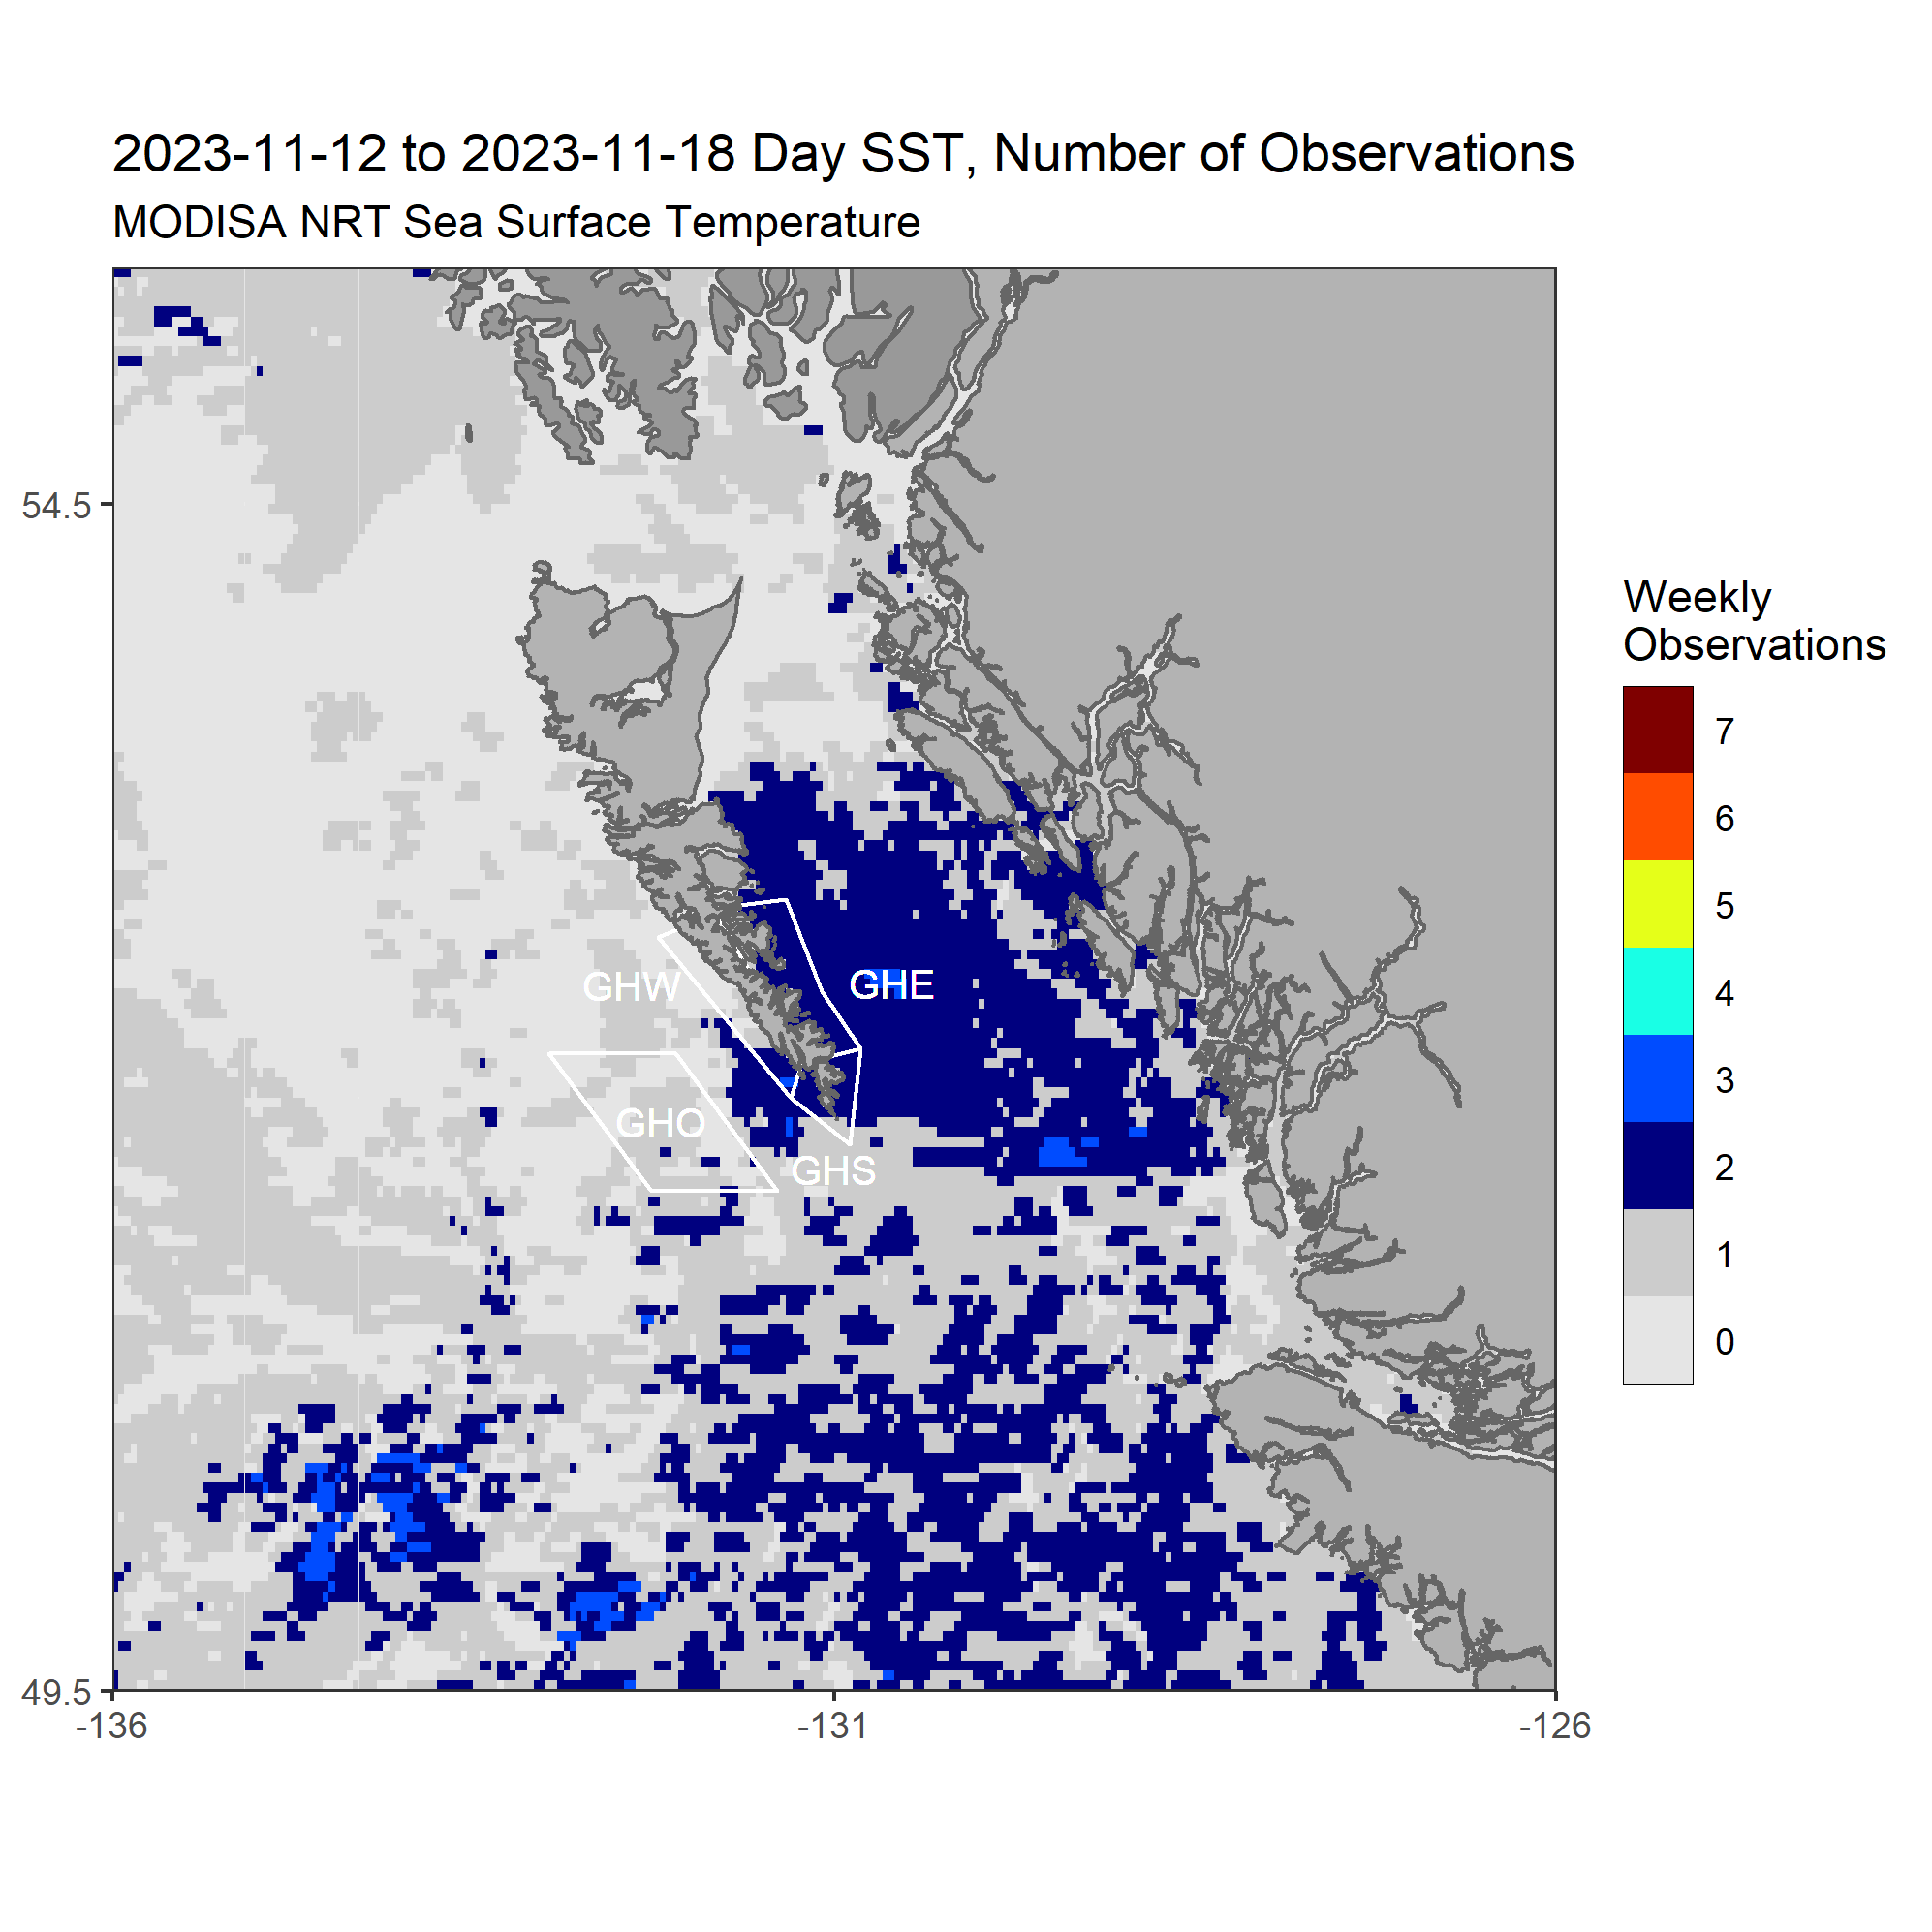 2023-11-12 to 2023-11-18 Day SST, Number of Observations
MODISA NRT Sea Surface Temperature
54.5
49.5
-136
-131
-126
GHW
GHE
GHO
GHS
Weekly
Observations
7
6
5
4
3
2
1
0